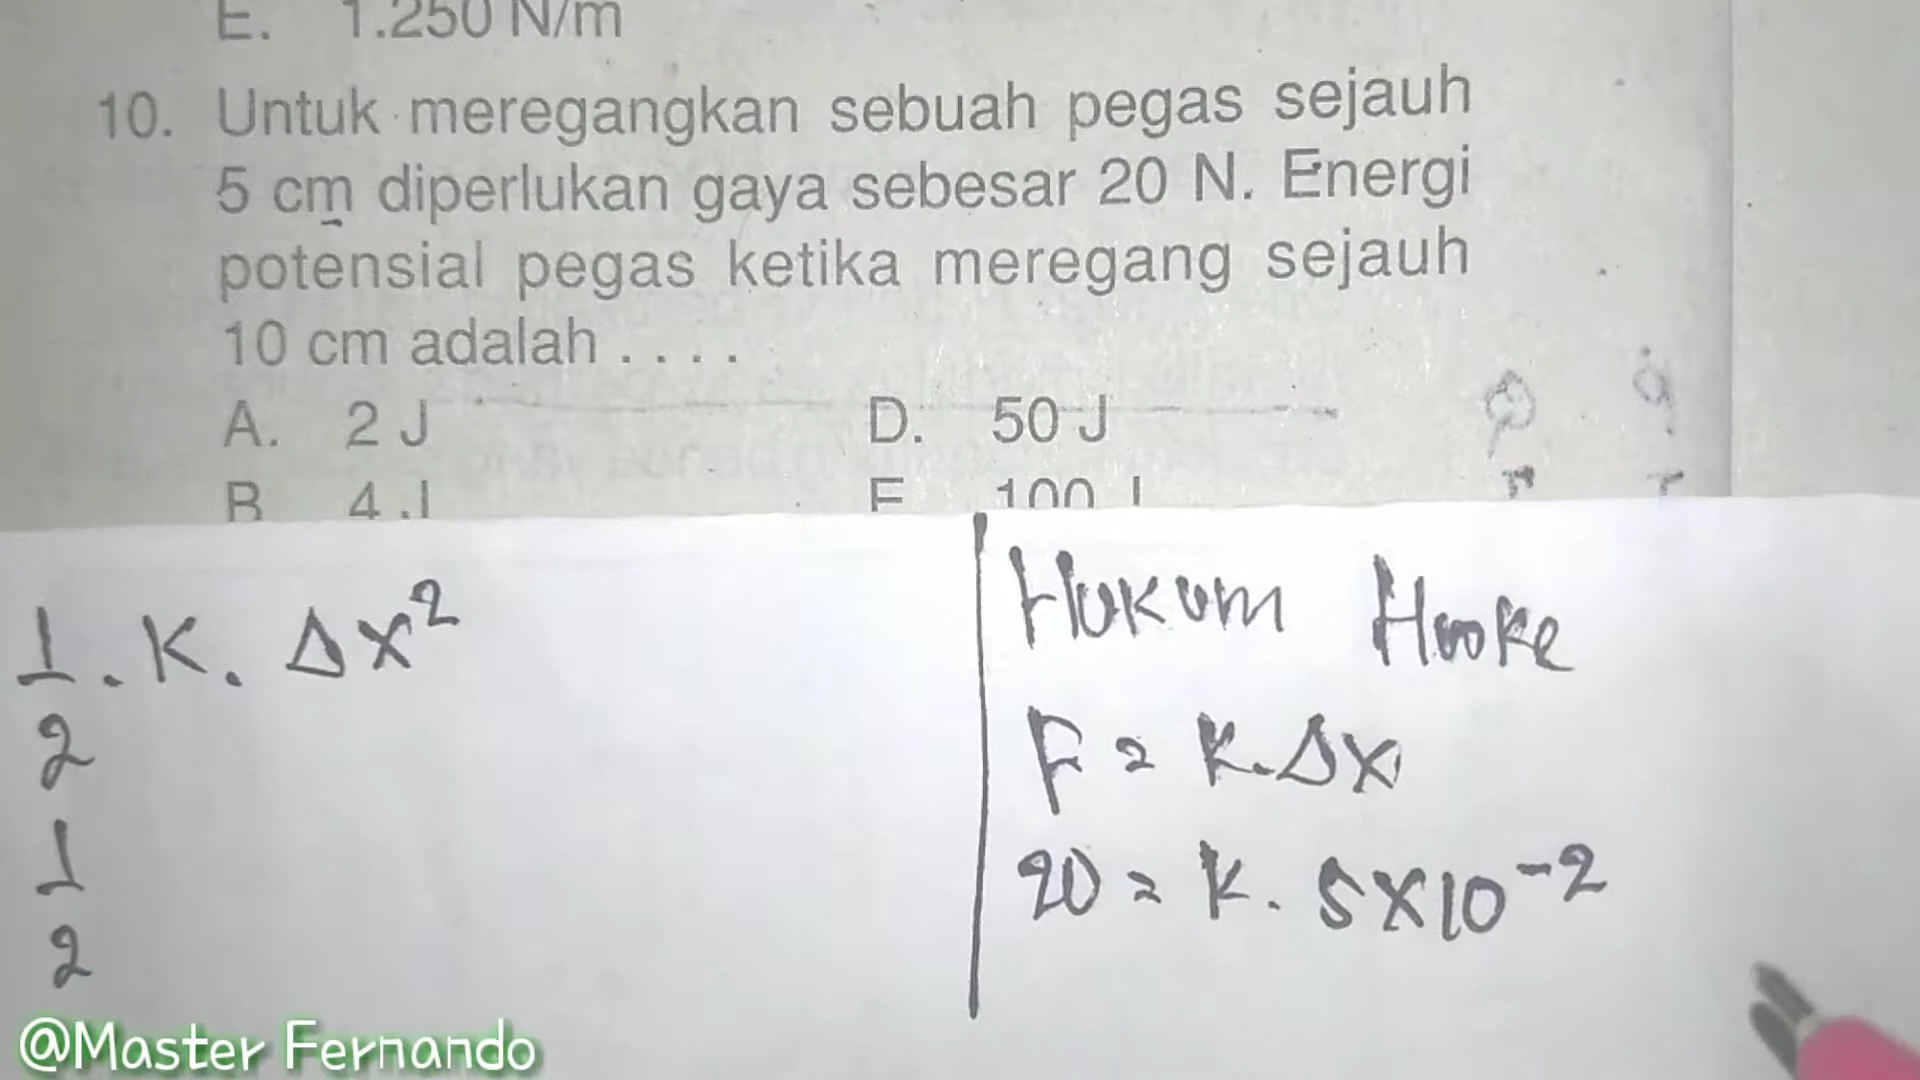 E. 1.250 N/m
10. Untuk meregangkan sebuah pegas sejauh
5 cm diperlukan gaya sebesar 20 N. Energi
potensial pegas ketika meregang sejauh
10 cm adalah . . . .
A. 2 J D. 50 J
B 4 J E 100 J
1/2 . K . Δx²
1/2
Hukum Hooke
F = K.Δx
20 = K. 5x10⁻²
@Master Fernando